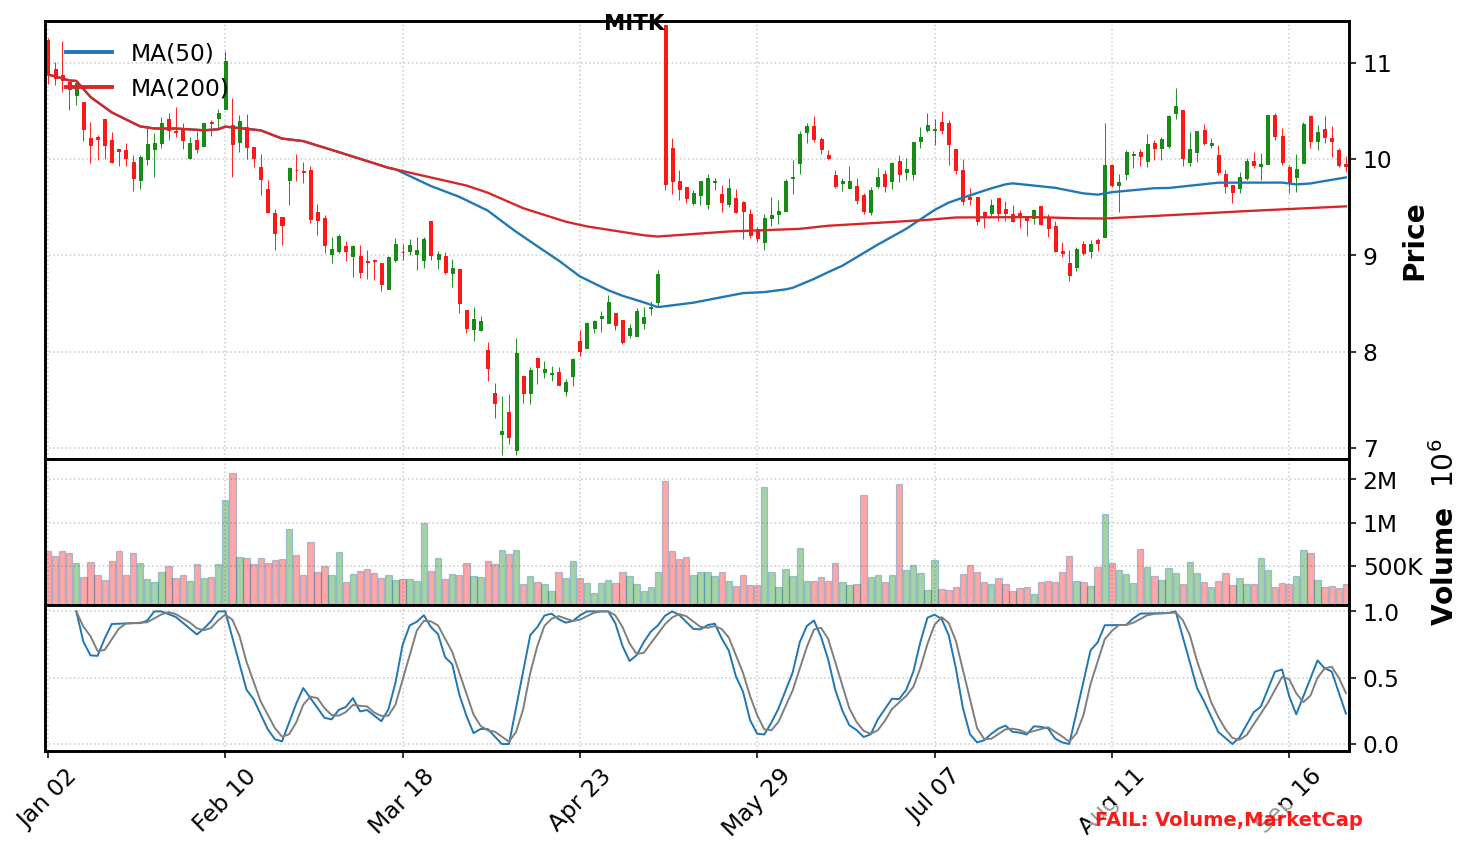 MITK
MA(50)
MA(200)
11
10
9
8
7
Price
2M
1M
500K
Volume 10⁶
1.0
0.5
0.0
Jan 02
Feb 10
Mar 18
Apr 23
May 29
Jul 07
Aug 11
Sep 16
FAIL: Volume,MarketCap